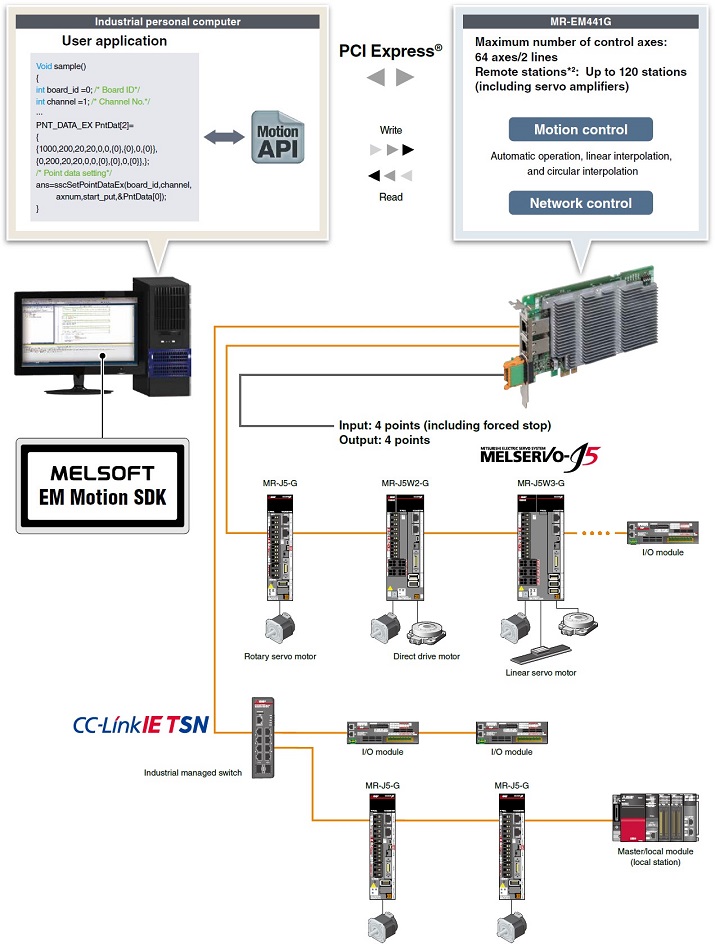 Industrial personal computer
User application
Void sample()
{
int board_id =0; /* Board ID*/
int channel =1; /* Channel No.*/
...
PNT_DATA_EX PntDat[2]=
{
{1000,200,20,20,0,0,{0},{0},0,{0}},
{0,200,20,20,0,0,{0},{0},0,{0}},};
/* Point data setting*/
ans=sscSetPointDataEx(board_id,channel,
axnum,start_put,&PntData[0]);
}
Motion
API
PCI Express®
Write
Read
MR-EM441G
Maximum number of control axes:
64 axes/2 lines
Remote stations*2: Up to 120 stations
(including servo amplifiers)
Motion control
Automatic operation, linear interpolation,
and circular interpolation
Network control
MELSOFT
EM Motion SDK
Input: 4 points (including forced stop)
Output: 4 points
MITSUBISHI ELECTRIC SERVO SYSTEM
MELSERVO-J5
MR-J5-G
MR-J5W2-G
MR-J5W3-G
I/O module
Rotary servo motor
Direct drive motor
Linear servo motor
CC-Link IE TSN
Industrial managed switch
I/O module
I/O module
MR-J5-G
MR-J5-G
Master/local module
(local station)